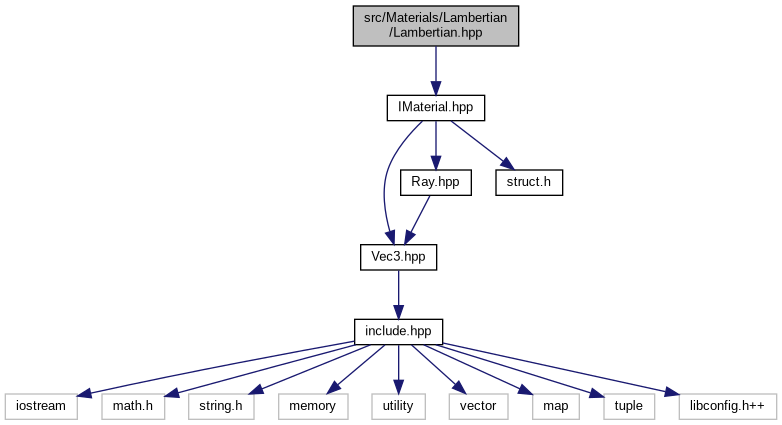 src/Materials/Lambertian
/Lambertian.hpp
IMaterial.hpp
Ray.hpp
struct.h
Vec3.hpp
include.hpp
iostream
math.h
string.h
memory
utility
vector
map
tuple
libconfig.h++